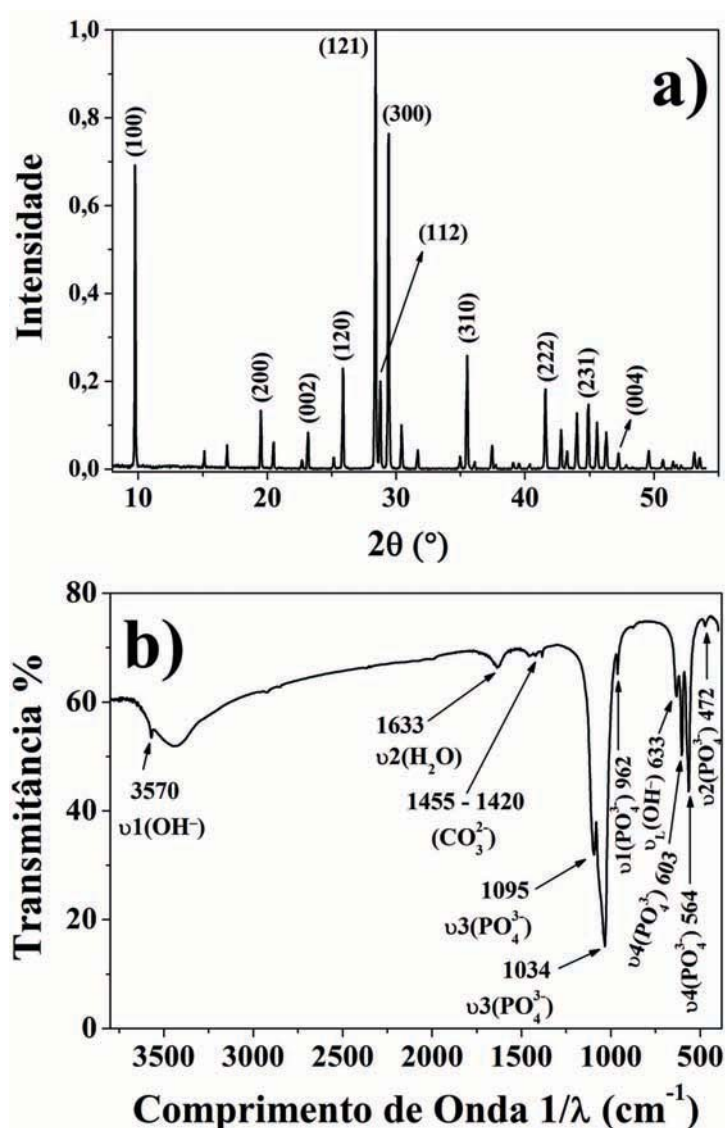 a)
Intensidade
1,0
0,8
0,6
0,4
0,2
0,0
(100)
(200)
(002)
(120)
(121)
(300)
(112)
(310)
(222)
(231)
(004)
10
20
30
40
50
2θ (°)
b)
Transmitância %
80
60
40
20
0
3570
υ1(OH⁻)
1633
υ2(H₂O)
1455 - 1420
(CO₃²⁻)
1095
υ3(PO₄³⁻)
1034
υ3(PO₄³⁻)
υ1(PO₄³⁻) 962
υL(OH⁻) 633
υ4(PO₄³⁻) 603
υ4(PO₄³⁻) 564
υ2(PO₄³⁻) 472
3500
3000
2500
2000
1500
1000
500
Comprimento de Onda 1/λ (cm⁻¹)